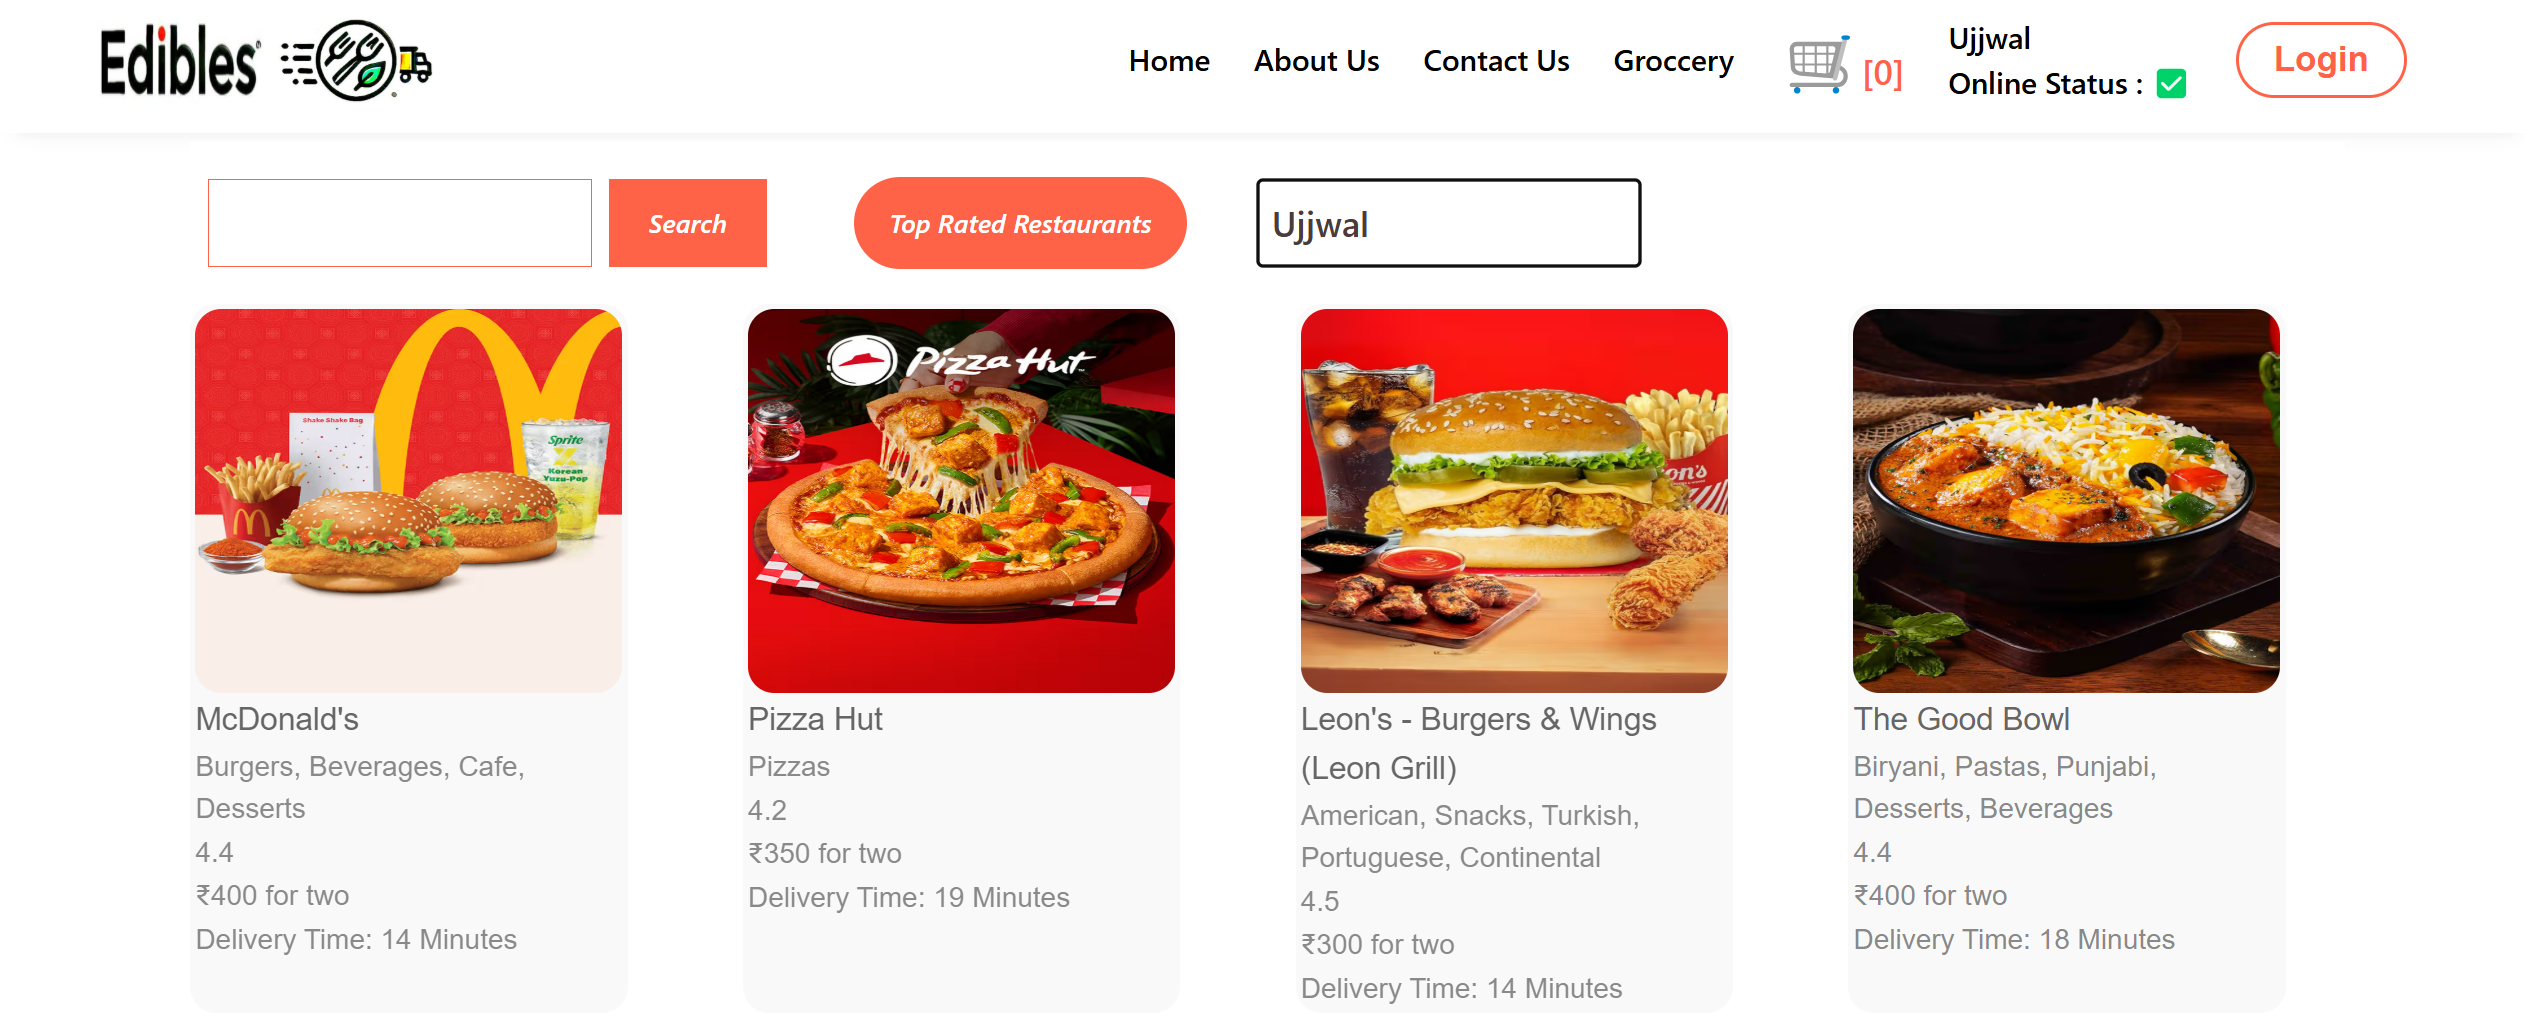 Edibles
Home About Us Contact Us Groccery [0] Ujjwal
Online Status : ✅
Login
Search
Top Rated Restaurants
Ujjwal
Shake Shake Bag
Sprite
Korean
Yuzu-Pop
Pizza Hut
on's
McDonald's
Burgers, Beverages, Cafe,
Desserts
4.4
₹400 for two
Delivery Time: 14 Minutes
Pizza Hut
Pizzas
4.2
₹350 for two
Delivery Time: 19 Minutes
Leon's - Burgers & Wings
(Leon Grill)
American, Snacks, Turkish,
Portuguese, Continental
4.5
₹300 for two
Delivery Time: 14 Minutes
The Good Bowl
Biryani, Pastas, Punjabi,
Desserts, Beverages
4.4
₹400 for two
Delivery Time: 18 Minutes